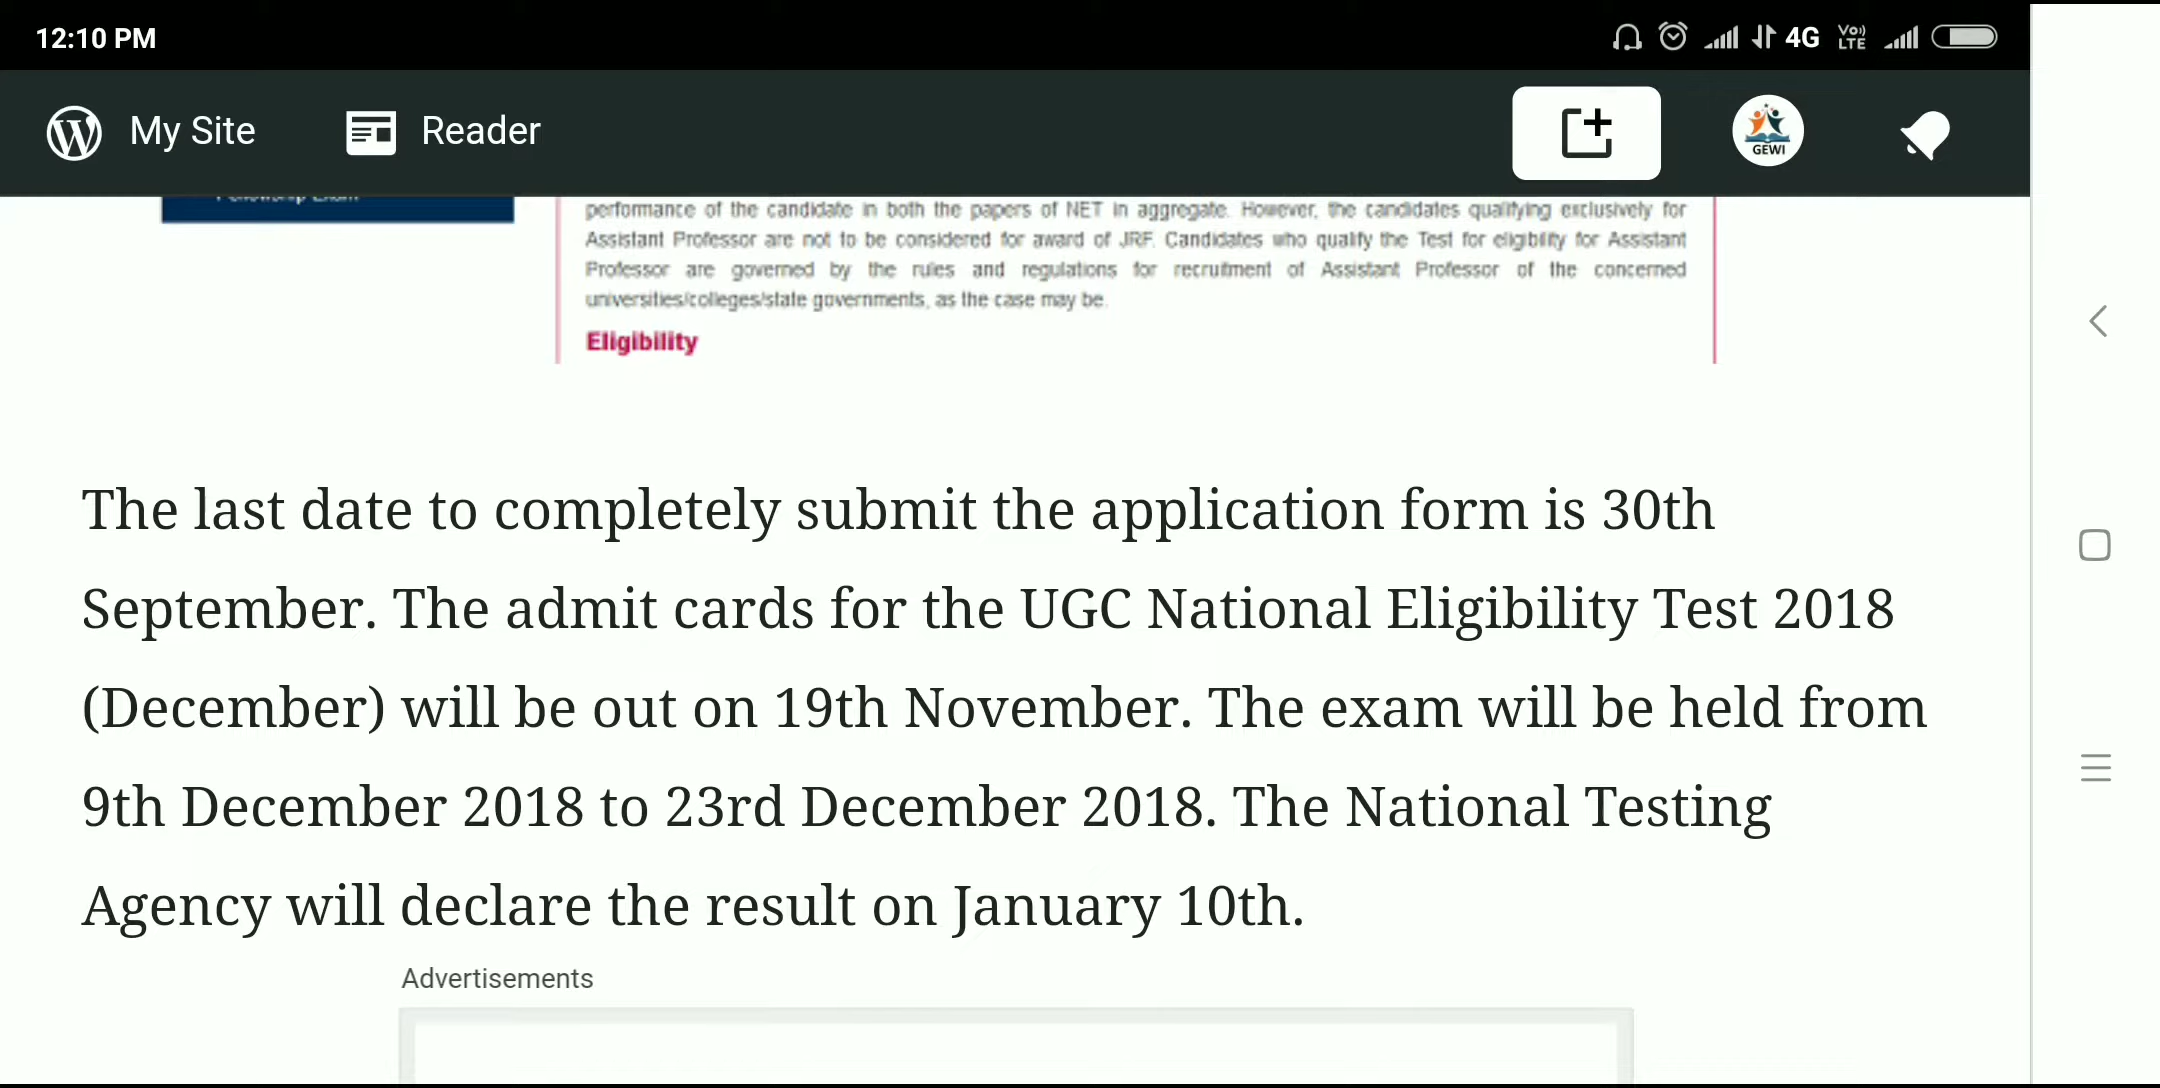 12:10 PM
4G
Vo)) LTE
My Site
Reader
GEWI
Fellowship Exam
performance of the candidate in both the papers of NET in aggregate. However, the candidates qualifying exclusively for
Assistant Professor are not to be considered for award of JRF. Candidates who qualify the Test for eligibility for Assistant
Professor are governed by the rules and regulations for recruitment of Assistant Professor of the concerned
universities/colleges/state governments, as the case may be.
Eligibility
The last date to completely submit the application form is 30th
September. The admit cards for the UGC National Eligibility Test 2018
(December) will be out on 19th November. The exam will be held from
9th December 2018 to 23rd December 2018. The National Testing
Agency will declare the result on January 10th.
Advertisements